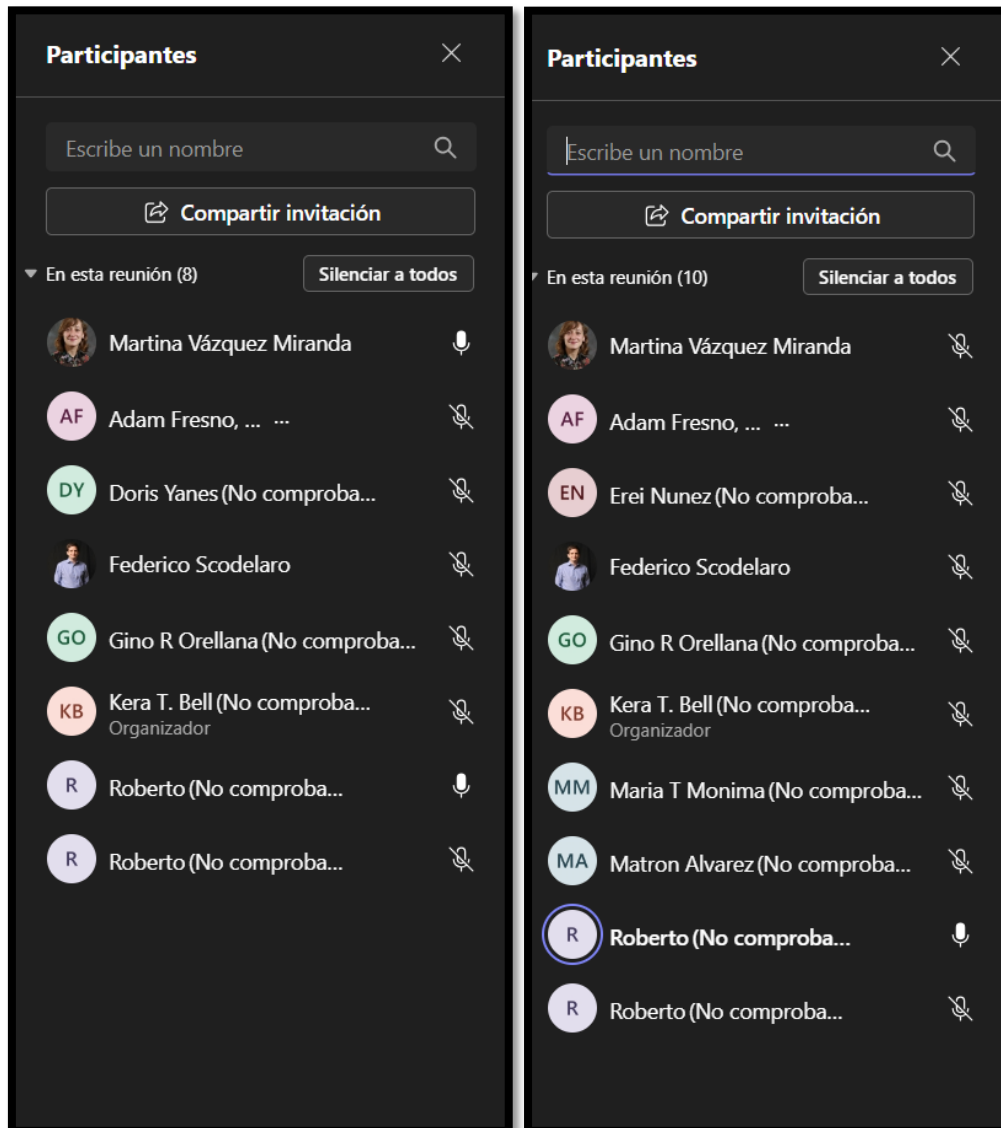 Participantes
Escribe un nombre
Compartir invitación
En esta reunión (8) Silenciar a todos
Martina Vázquez Miranda
AF Adam Fresno, ... ...
DY Doris Yanes (No comproba...
Federico Scodelaro
GO Gino R Orellana (No comproba...
KB Kera T. Bell (No comproba...
Organizador
R Roberto (No comproba...
R Roberto (No comproba...
Participantes
Escribe un nombre
Compartir invitación
En esta reunión (10) Silenciar a todos
Martina Vázquez Miranda
AF Adam Fresno, ... ...
EN Erei Nunez (No comproba...
Federico Scodelaro
GO Gino R Orellana (No comproba...
KB Kera T. Bell (No comproba...
Organizador
MM Maria T Monima (No comproba...
MA Matron Alvarez (No comproba...
R Roberto (No comproba...
R Roberto (No comproba...